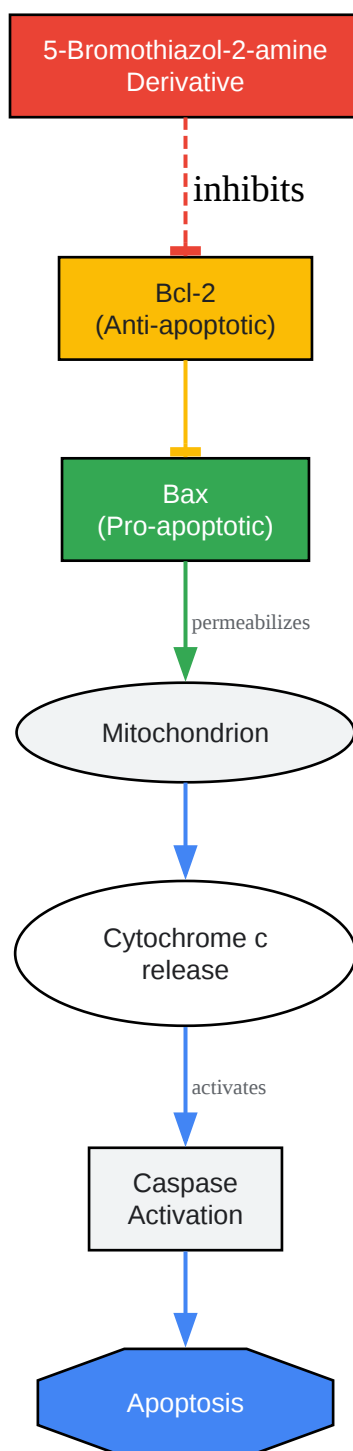 5-Bromothiazol-2-amine
Derivative
inhibits
Bcl-2
(Anti-apoptotic)
Bax
(Pro-apoptotic)
permeabilizes
Mitochondrion
Cytochrome c
release
activates
Caspase
Activation
Apoptosis